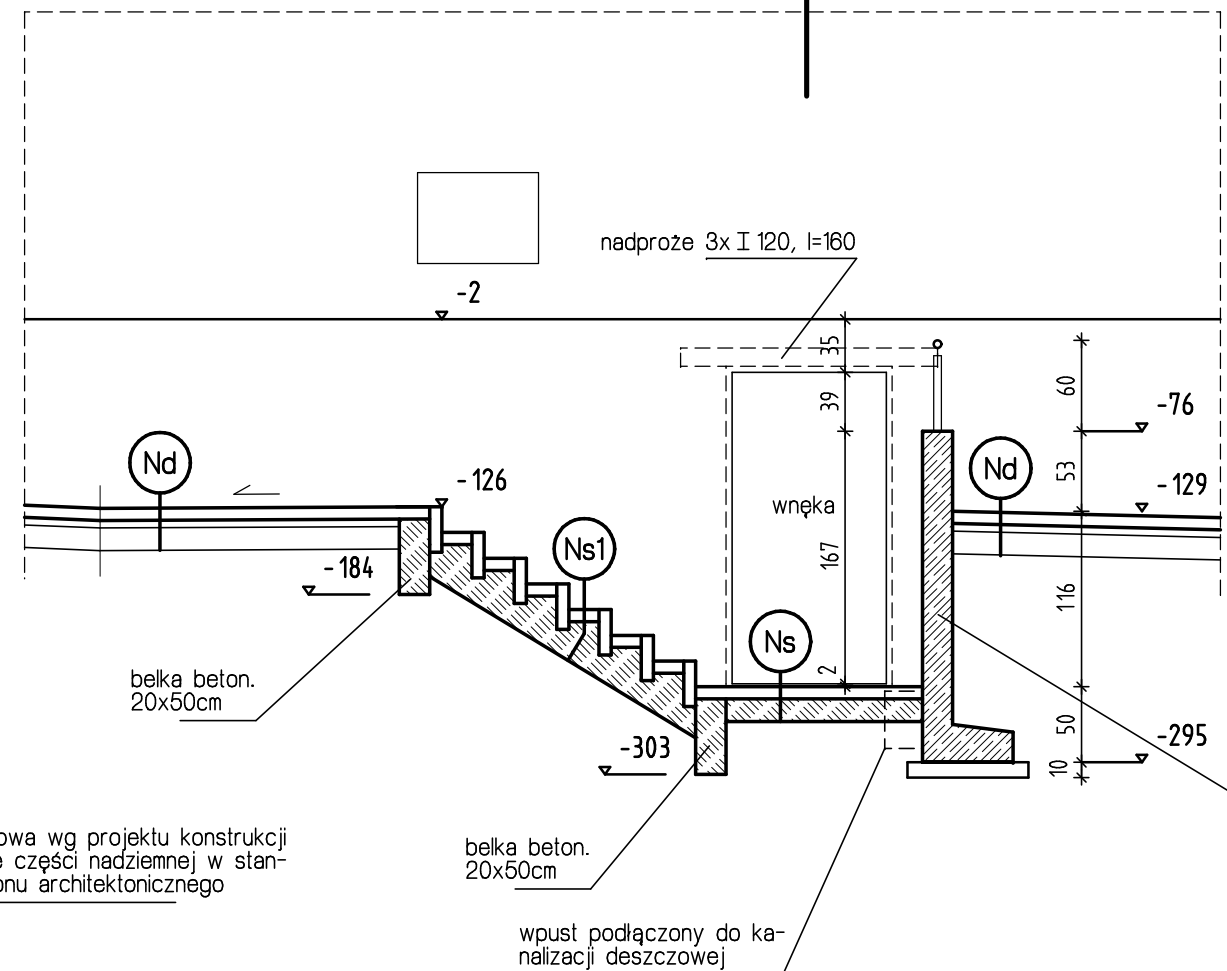 nadproże 3x I 120, l=160
-2
35
39
60
-76
Nd
Nd
53
-129
-126
wnęka
Ns1
167
-184
116
Ns
2
belka beton.
20x50cm
50
-295
-303
10
owa wg projektu konstrukcji
części nadziemnej w stan-
onu architektonicznego
belka beton.
20x50cm
wpust podłączony do ka-
nalizacji deszczowej